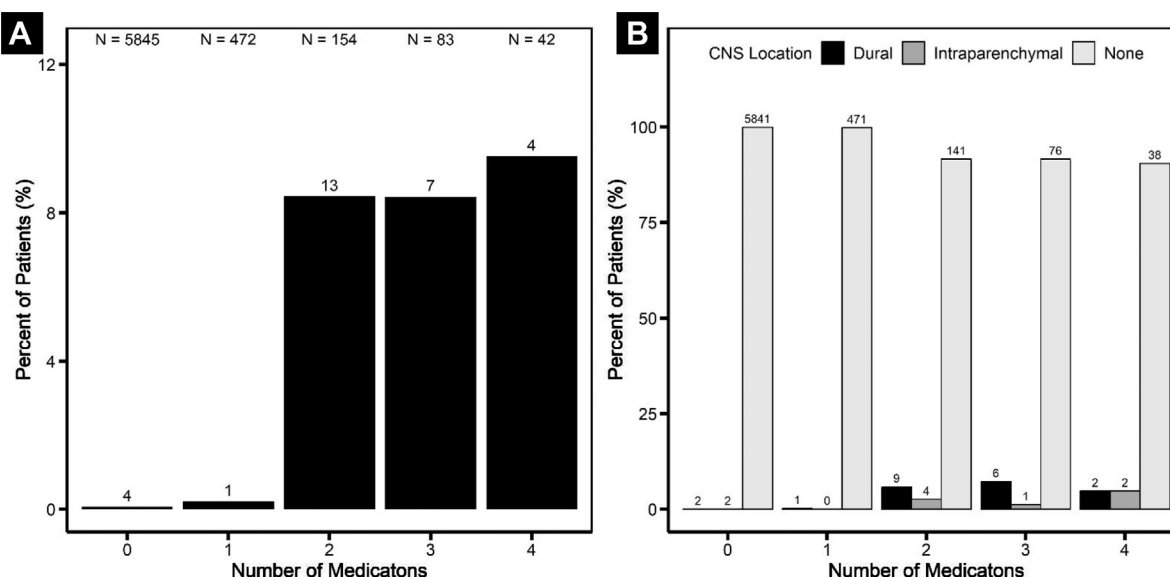 A
N = 5845 N = 472 N = 154 N = 83 N = 42
12
8
4
0
4
1
13
7
4
Percent of Patients (%)
0 1 2 3 4
Number of Medicatons
B
CNS Location Dural Intraparenchymal None
100
75
50
25
0
2 2 5841
1 0 471
9 4 141
6 1 76
2 2 38
Percent of Patients (%)
0 1 2 3 4
Number of Medicatons